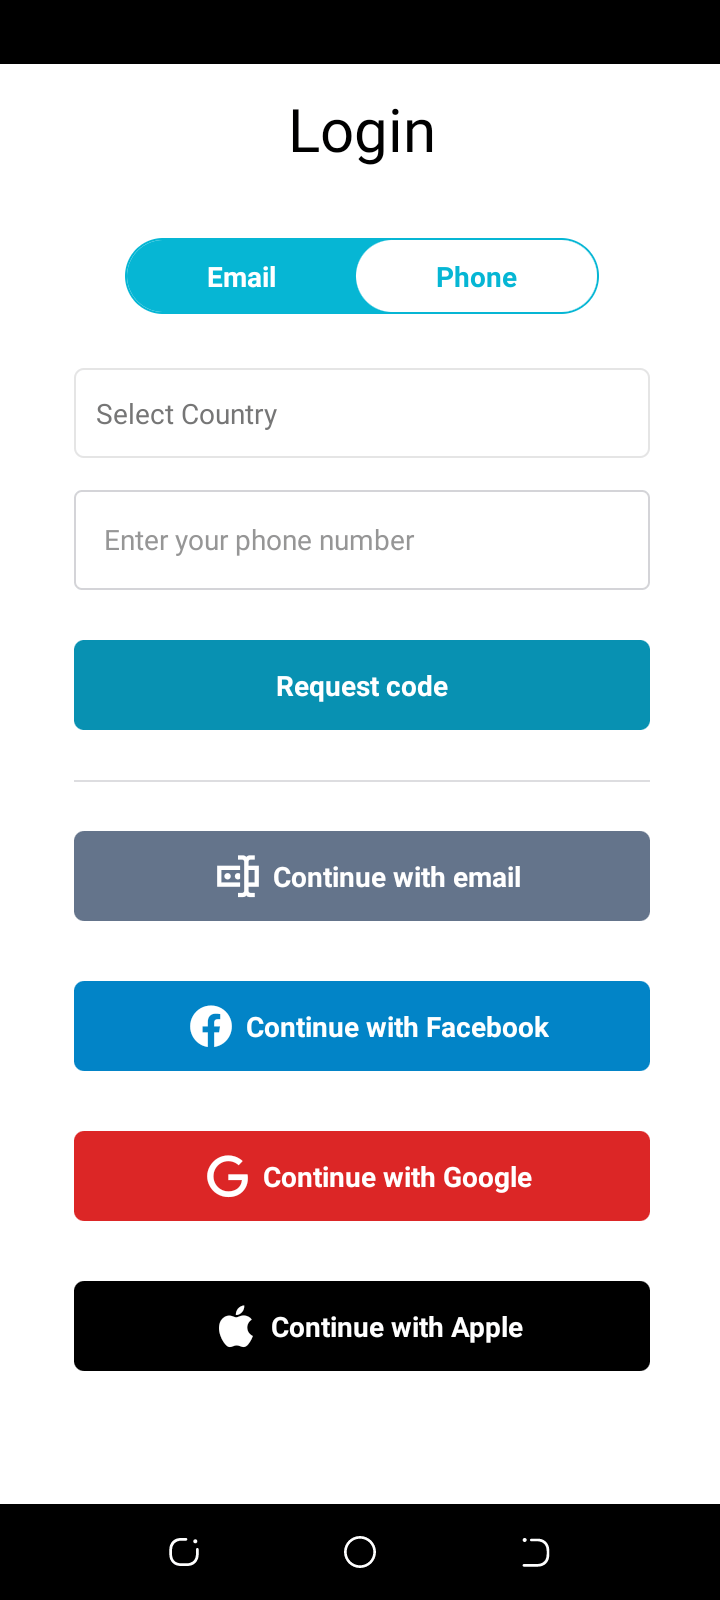 Login
Email
Phone
Select Country
Enter your phone number
Request code
Continue with email
Continue with Facebook
Continue with Google
Continue with Apple